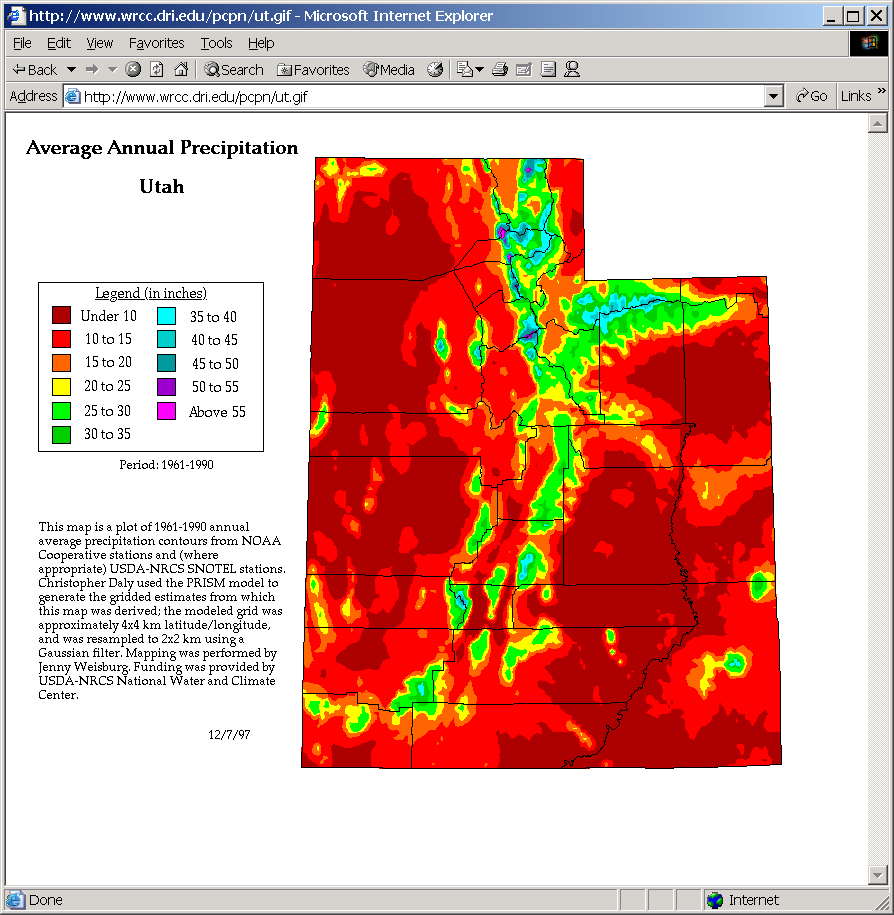 http://www.wrcc.dri.edu/pcpn/ut.gif - Microsoft Internet Explorer
File Edit View Favorites Tools Help
Back Search Favorites Media
Address http://www.wrcc.dri.edu/pcpn/ut.gif Go Links »
Average Annual Precipitation
Utah
Legend (in inches)
Under 10 35 to 40
10 to 15 40 to 45
15 to 20 45 to 50
20 to 25 50 to 55
25 to 30 Above 55
30 to 35
Period: 1961-1990
This map is a plot of 1961-1990 annual
average precipitation contours from NOAA
Cooperative stations and (where
appropriate) USDA-NRCS SNOTEL stations.
Christopher Daly used the PRISM model to
generate the gridded estimates from which
this map was derived; the modeled grid was
approximately 4x4 km latitude/longitude,
and was resampled to 2x2 km using a
Gaussian filter. Mapping was performed by
Jenny Weisburg. Funding was provided by
USDA-NRCS National Water and Climate
Center.
12/7/97
Done Internet